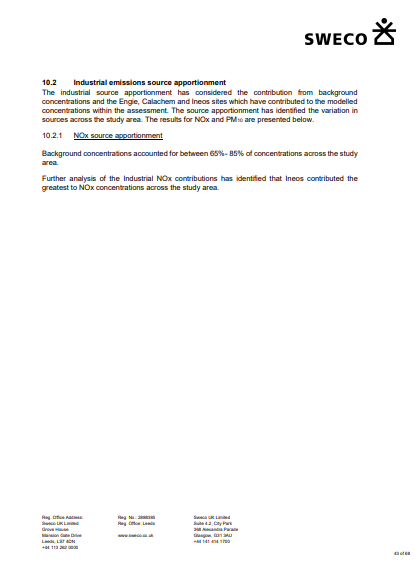 SWECO
10.2 Industrial emissions source apportionment
The industrial source apportionment has considered the contribution from background
concentrations and the Engie, Calachem and Ineos sites which have contributed to the modelled
concentrations within the assessment. The source apportionment has identified the variation in
sources across the study area. The results for NOx and PM10 are presented below.
10.2.1 NOx source apportionment
Background concentrations accounted for between 65%- 85% of concentrations across the study
area.
Further analysis of the Industrial NOx contributions has identified that Ineos contributed the
greatest to NOx concentrations across the study area.
Reg. Office Address:
Sweco UK Limited
Grove House
Mansion Gate Drive
Leeds, LS7 4DN
+44 113 262 0000
Reg. No.: 2888385
Reg. Office: Leeds
www.sweco.co.uk
Sweco UK Limited
Suite 4.2, City Park
368 Alexandra Parade
Glasgow, G31 3AU
+44 141 414 1700
43 of 68